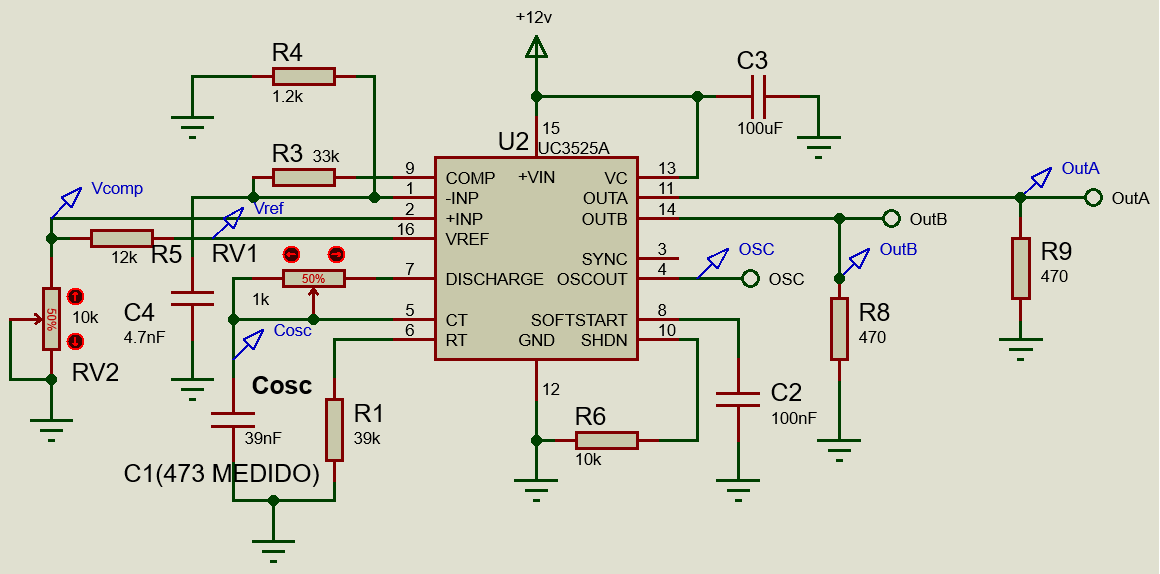 +12v
R4
1.2k
C3
100uF
15
U2
UC3525A
R3
33k
9
COMP
+VIN
VC
13
Vcomp
1
-INP
OUTA
11
OutA
OutA
Vref
2
+INP
OUTB
14
OutB
16
VREF
R5
12k
RV1
OutB
R9
470
SYNC
3
OSC
50%
7
DISCHARGE
OSCOUT
4
OSC
1k
50%
10k
RV2
C4
4.7nF
5
CT
SOFTSTART
8
Cosc
6
RT
GND
SHDN
10
R8
470
12
Cosc
39nF
R1
39k
R6
10k
C2
100nF
C1(473 MEDIDO)